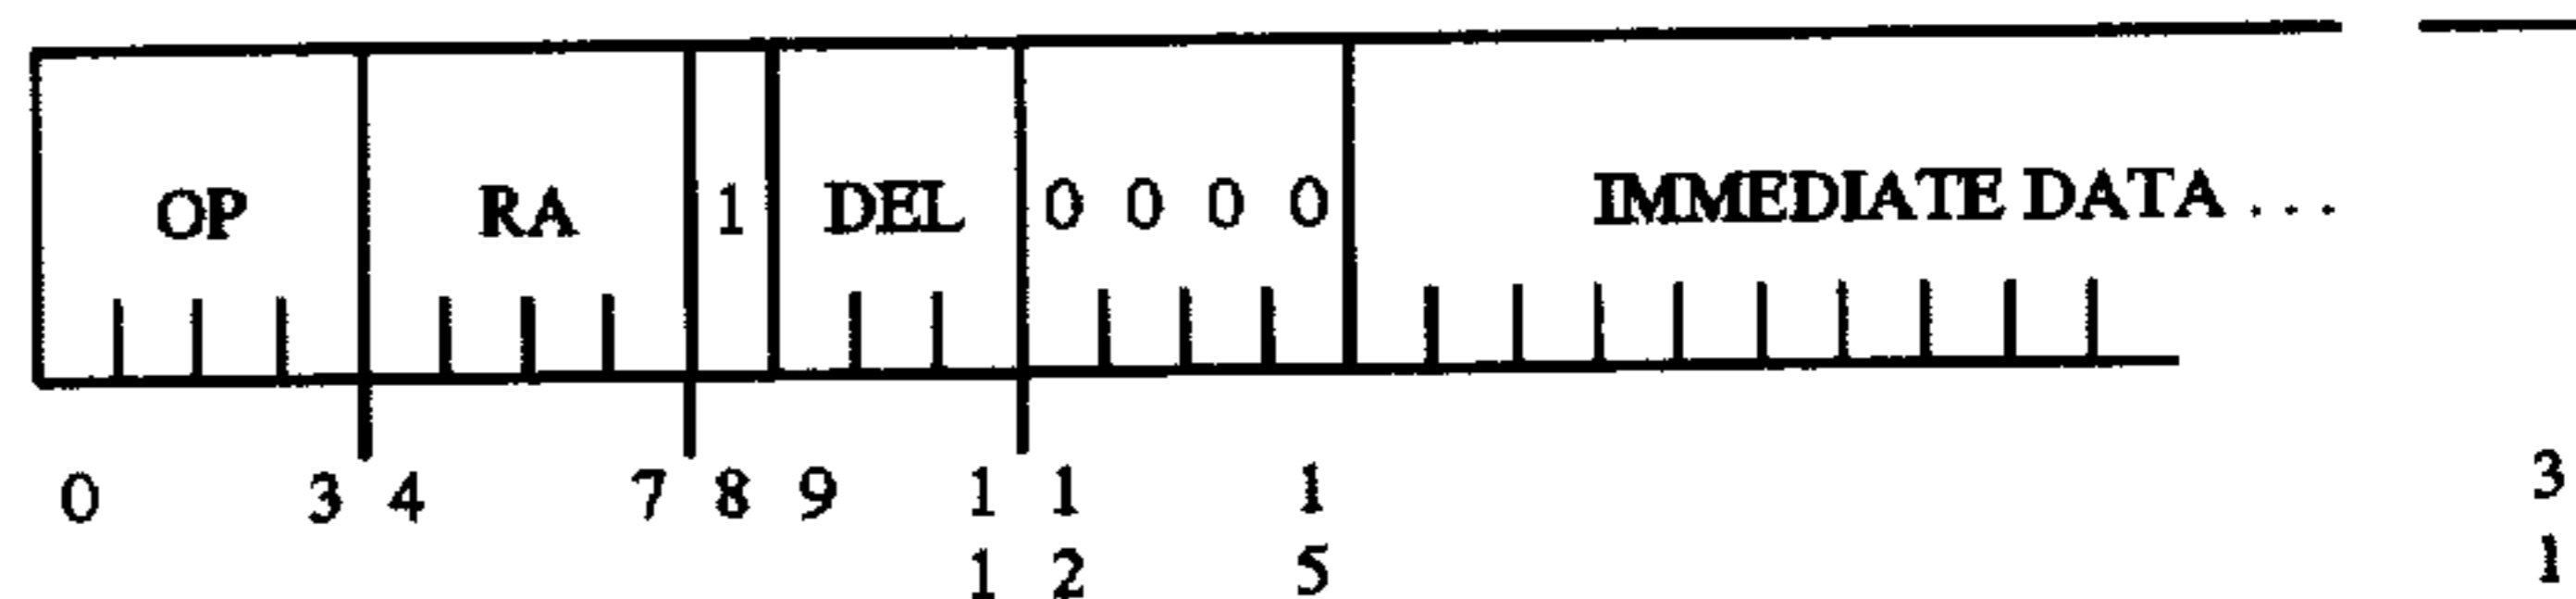 OP RA 1 DEL 0 0 0 0 IMMEDIATE DATA . . .
0 3 4 7 8 9 1 1 1 3
1 2 5 1